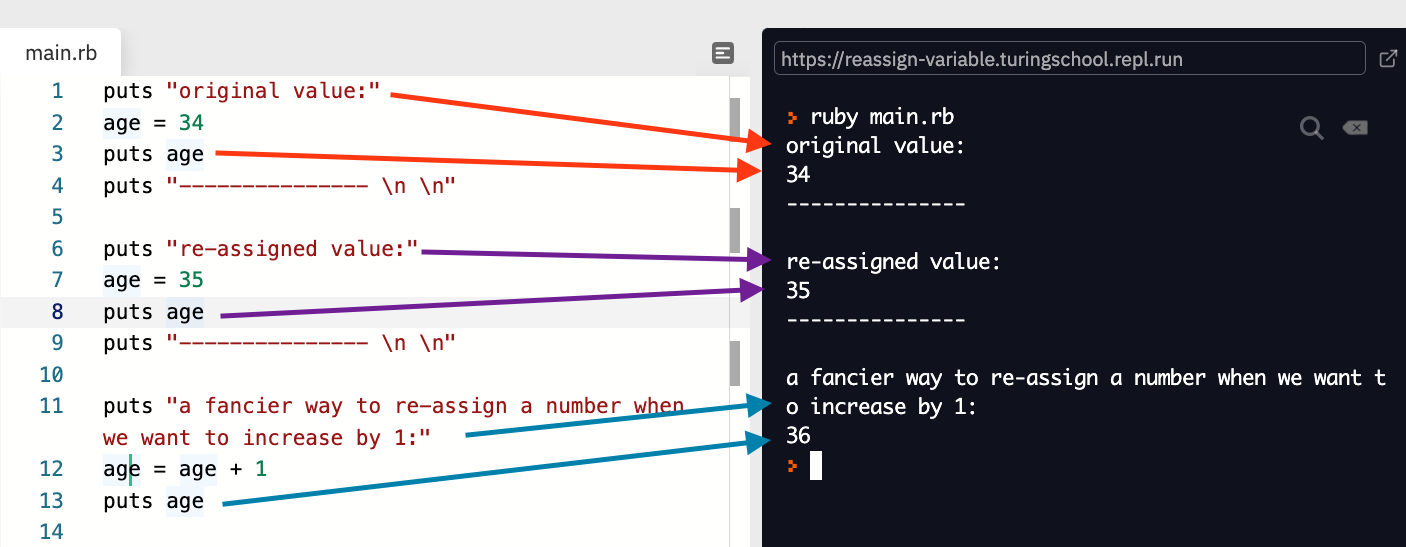 main.rb
1 puts "original value:"
2 age = 34
3 puts age
4 puts "--------------- \n \n"
5
6 puts "re-assigned value:"
7 age = 35
8 puts age
9 puts "--------------- \n \n"
10
11 puts "a fancier way to re-assign a number when
we want to increase by 1:"
12 age = age + 1
13 puts age
14
https://reassign-variable.turingschool.repl.run
> ruby main.rb
original value:
34
---------------
re-assigned value:
35
---------------
a fancier way to re-assign a number when we want t
o increase by 1:
36
>